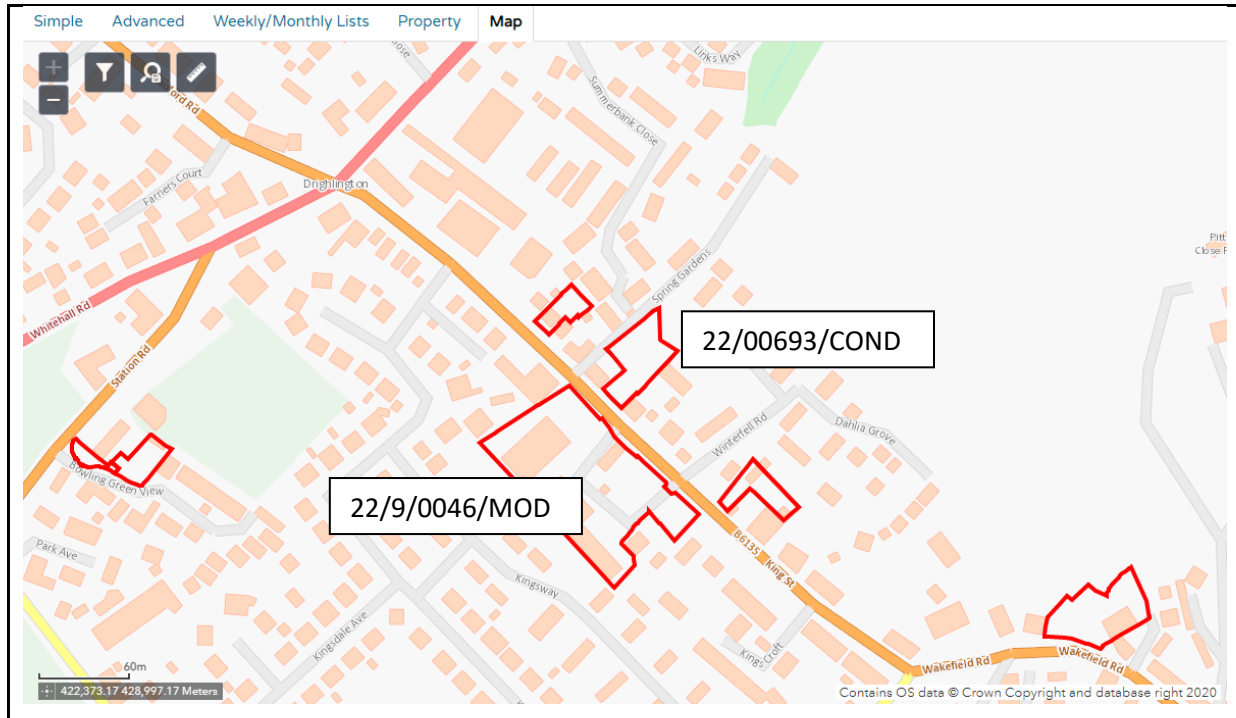 Simple Advanced Weekly/Monthly Lists Property Map
Links Way
ford Rd
Summerbank Close
Farners Court
Drighlington
Pitt
Close F
Spring Gardens
Whitehall Rd
22/00693/COND
Station Rd
Winterfell Rd
Dahlia Grove
Bowling Green View
22/9/0046/MOD
B6135 King St
Park Ave
Kingsway
Kingsdale Ave
Kings Croft
60m
Wakefield Rd
Wakefield Rd
422,373.17 428,997.17 Meters
Contains OS data © Crown Copyright and database right 2020